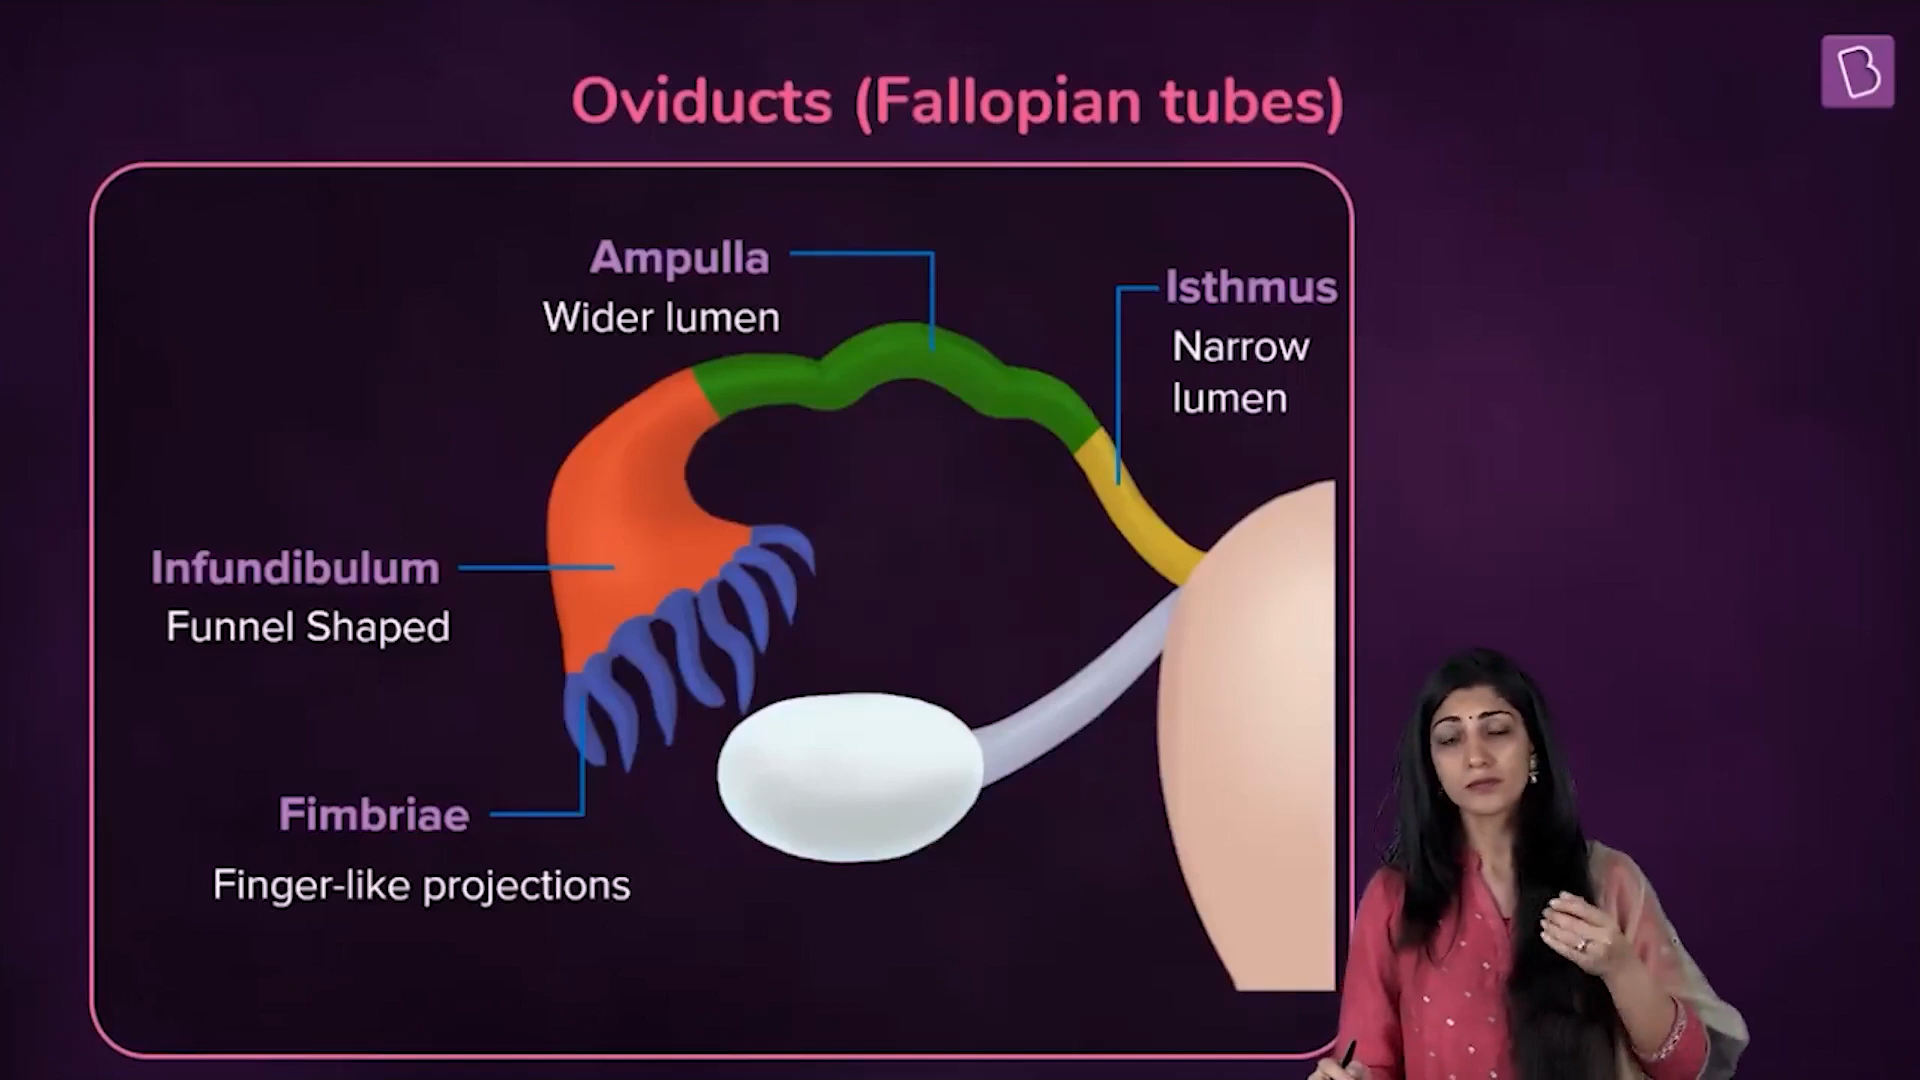 Oviducts (Fallopian tubes)
Ampulla
Wider lumen
Isthmus
Narrow
lumen
Infundibulum
Funnel Shaped
Fimbriae
Finger-like projections
B